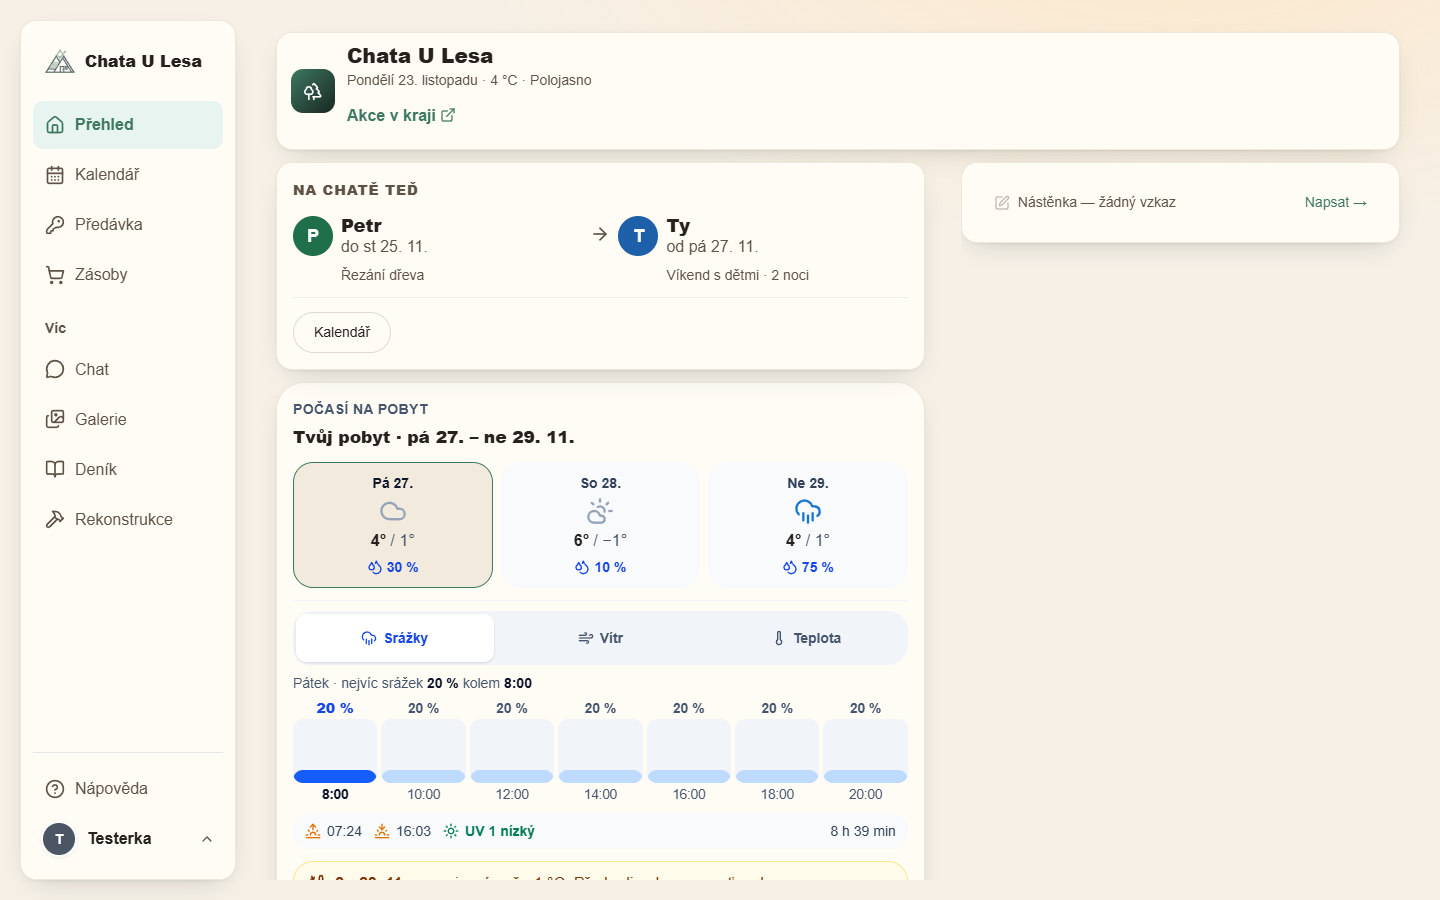 Chata U Lesa
Přehled
Kalendář
Předávka
Zásoby
Víc
Chat
Galerie
Deník
Rekonstrukce
Nápověda
T
Testerka
Chata U Lesa
Pondělí 23. listopadu · 4 °C · Polojasno
Akce v kraji
NA CHATĚ TEĎ
P
Petr
do st 25. 11.
Řezání dřeva
→
T
Ty
od pá 27. 11.
Víkend s dětmi · 2 noci
Kalendář
Nástěnka — žádný vzkaz
Napsat →
POČASÍ NA POBYT
Tvůj pobyt · pá 27. – ne 29. 11.
Pá 27.
4° / 1°
30 %
So 28.
6° / −1°
10 %
Ne 29.
4° / 1°
75 %
Srážky
Vítr
Teplota
Pátek · nejvíc srážek 20 % kolem 8:00
20 % 20 % 20 % 20 % 20 % 20 % 20 %
8:00 10:00 12:00 14:00 16:00 18:00 20:00
07:24 16:03 UV 1 nízký 8 h 39 min